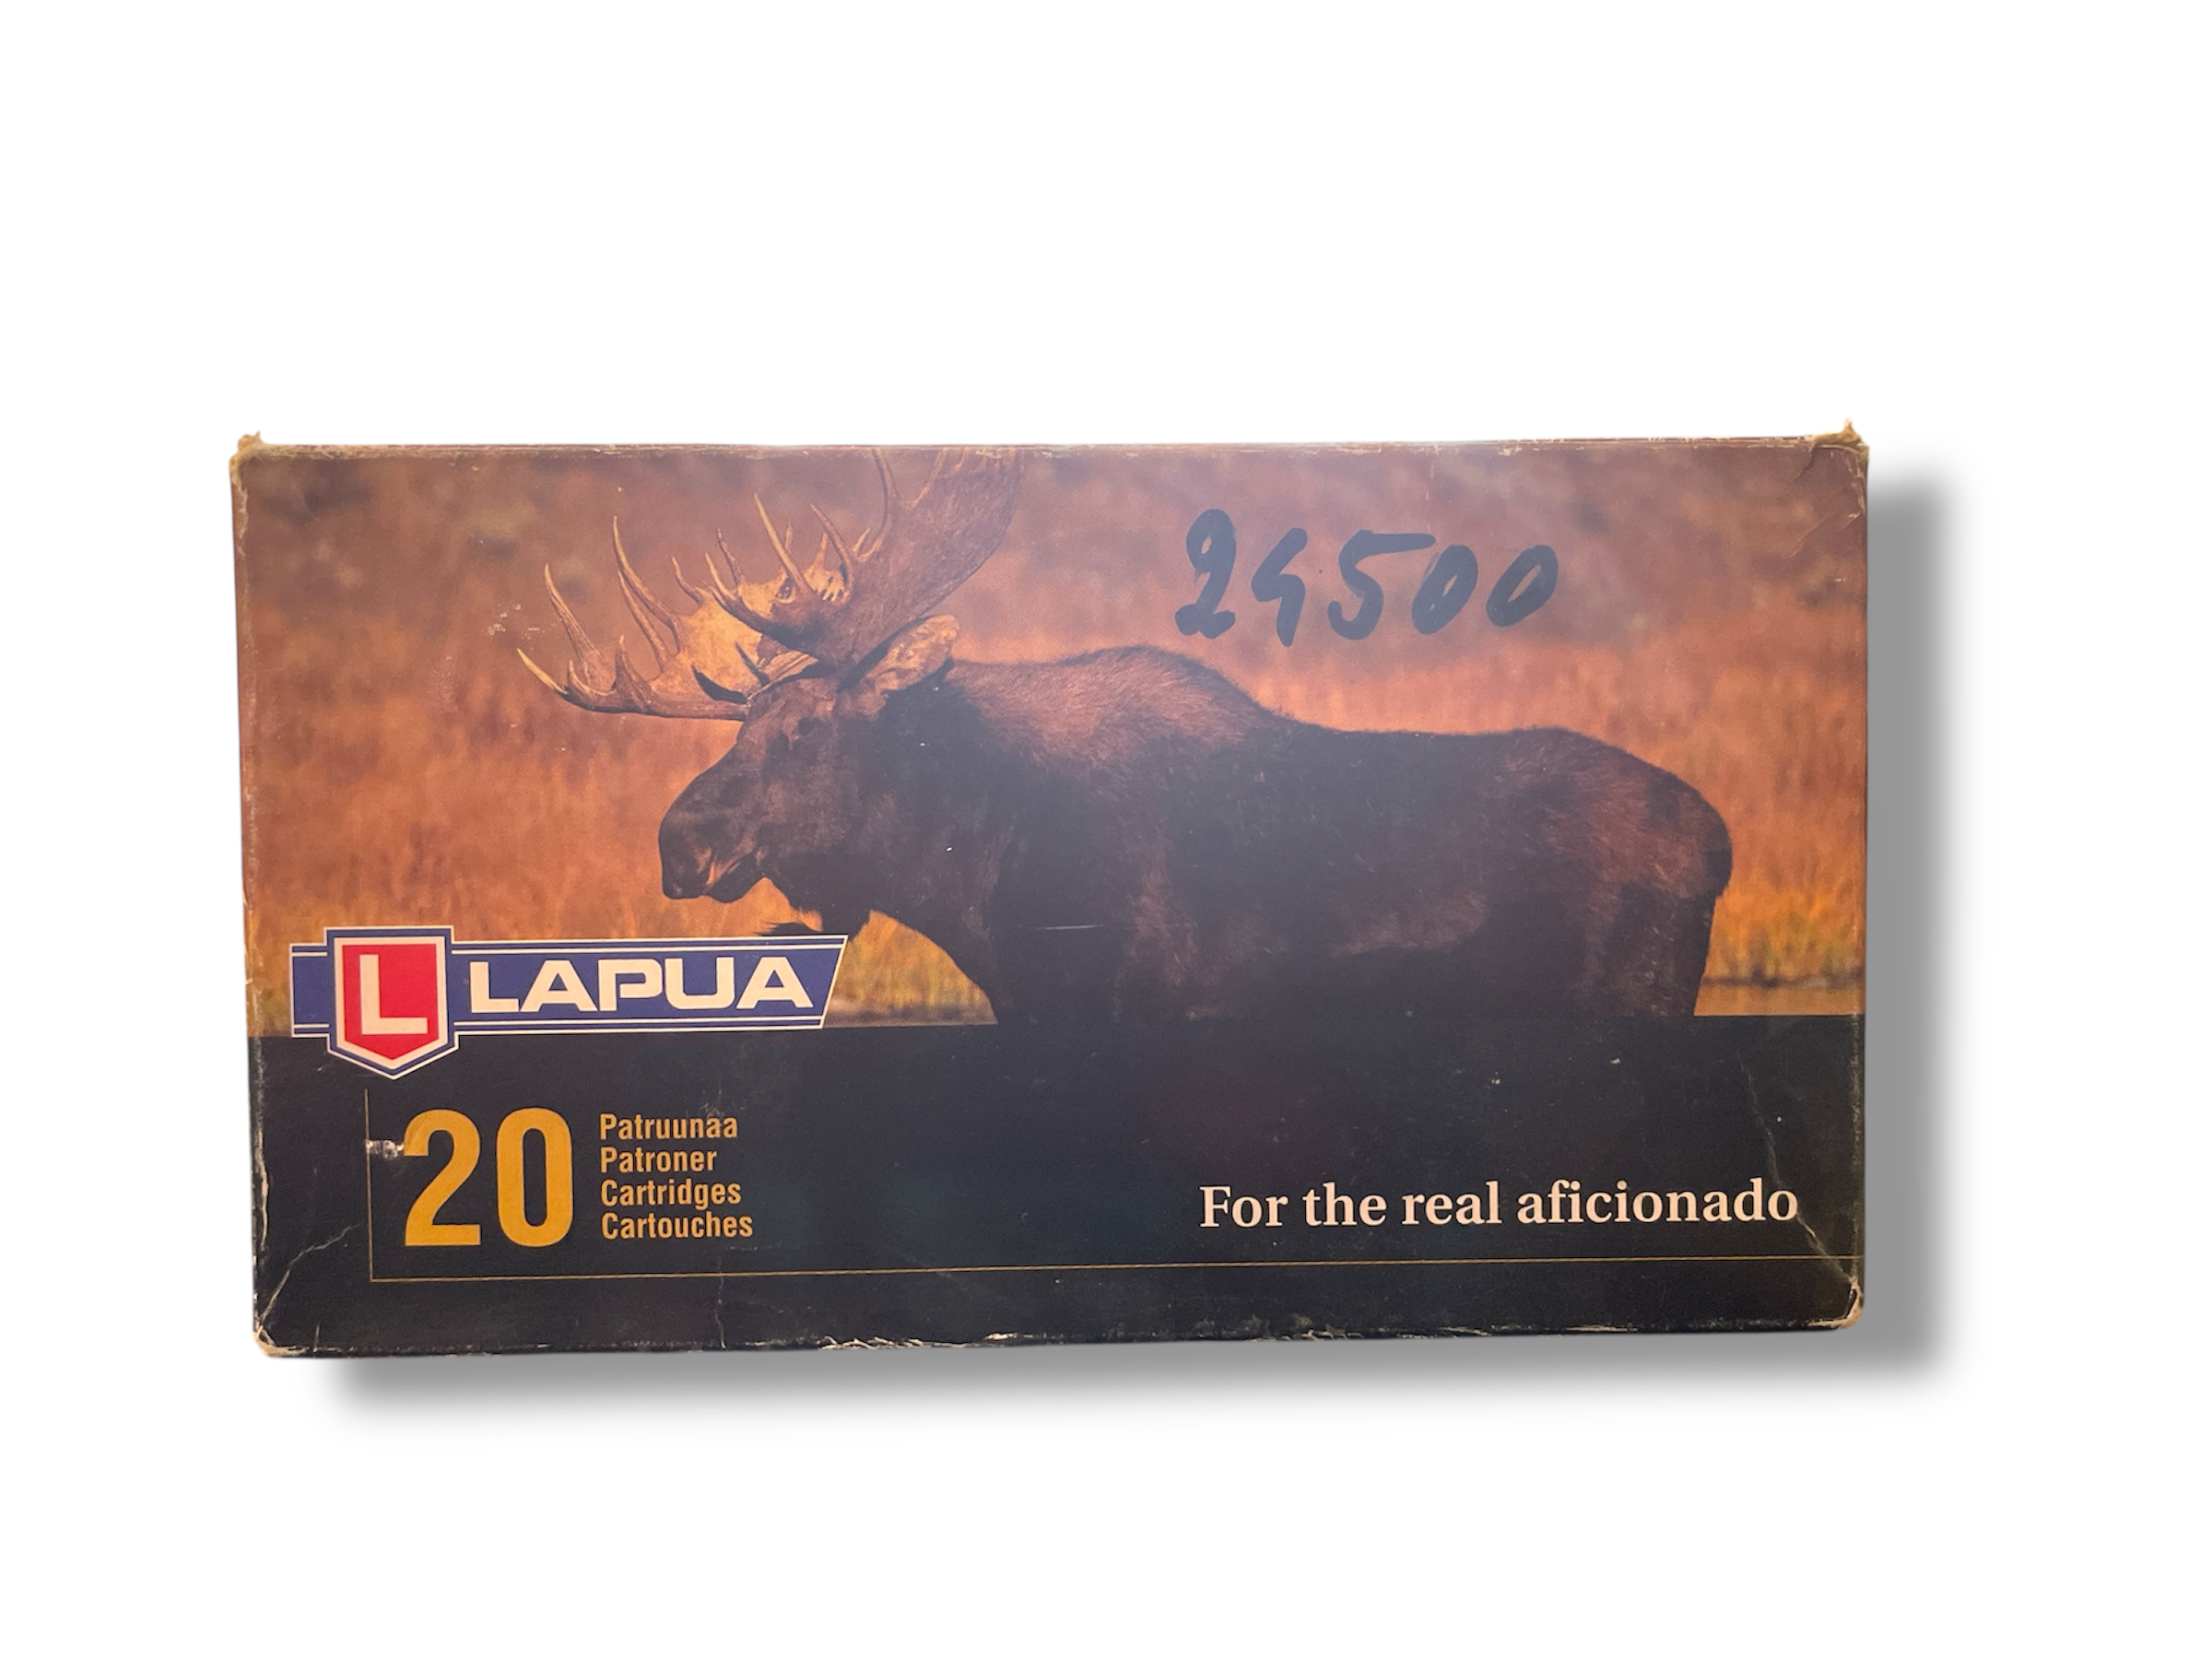 24500
L LAPUA
20
Patruunaa
Patroner
Cartridges
Cartouches
For the real aficionado